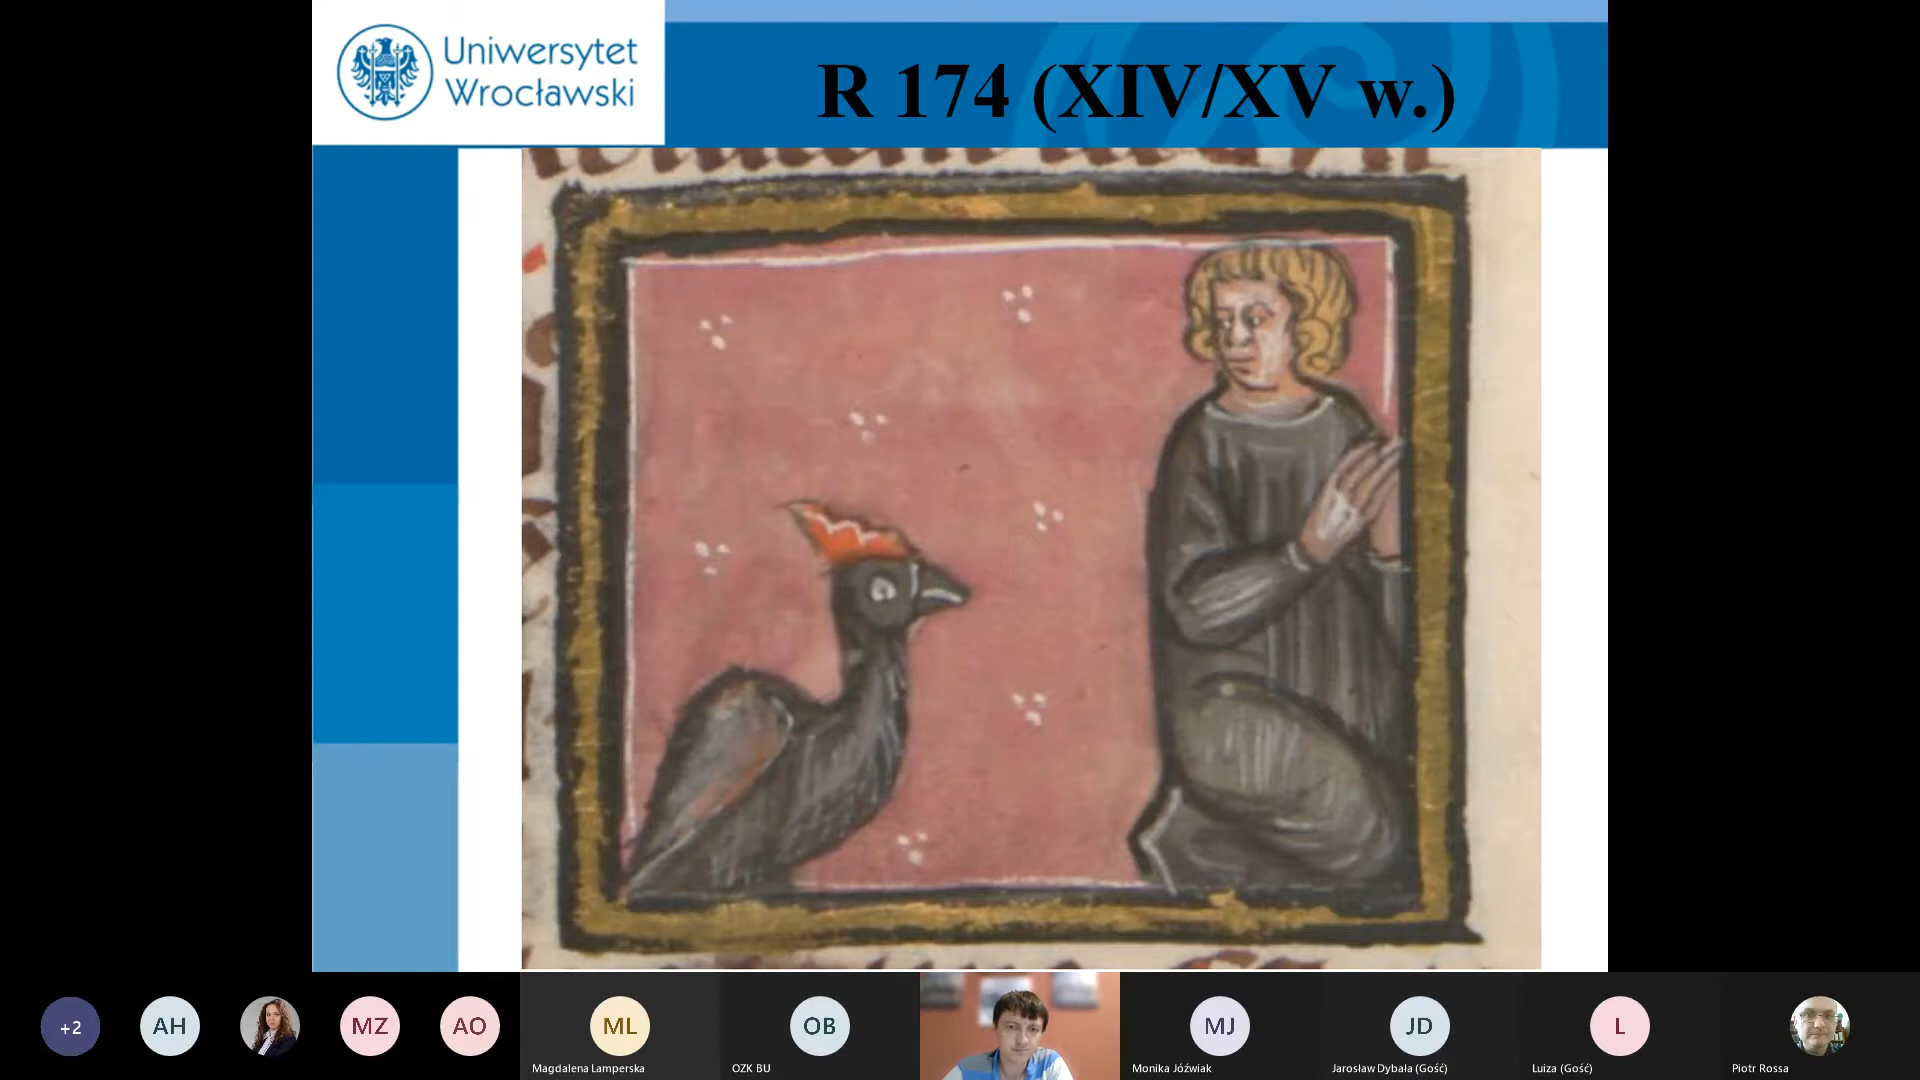 Uniwersytet
Wrocławski
R 174 (XIV/XV w.)
+2
AH
MZ
AO
ML
Magdalena Lamperska
OB
OZK BU
MJ
Monika Jóźwiak
JD
Jarosław Dybała (Gość)
L
Luiza (Gość)
Piotr Rossa